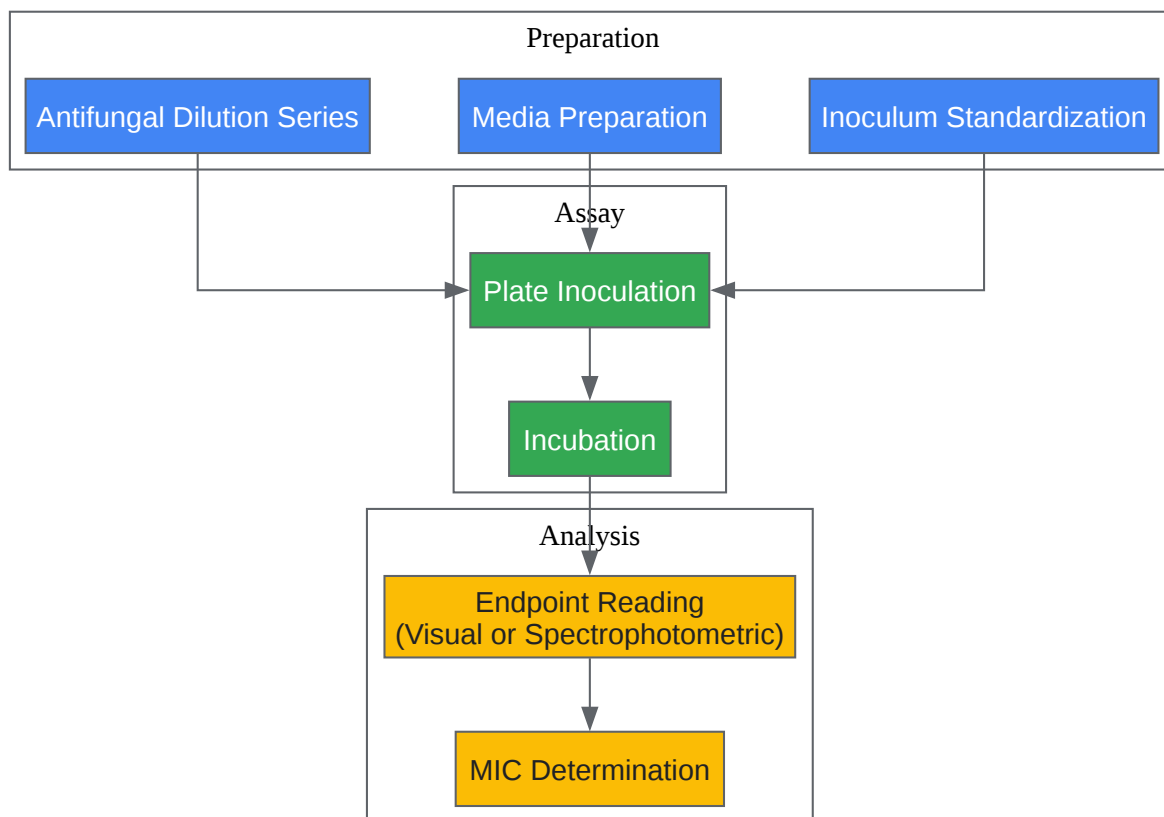 Preparation
Antifungal Dilution Series
Media Preparation
Inoculum Standardization
Assay
Plate Inoculation
Incubation
Analysis
Endpoint Reading
(Visual or Spectrophotometric)
MIC Determination